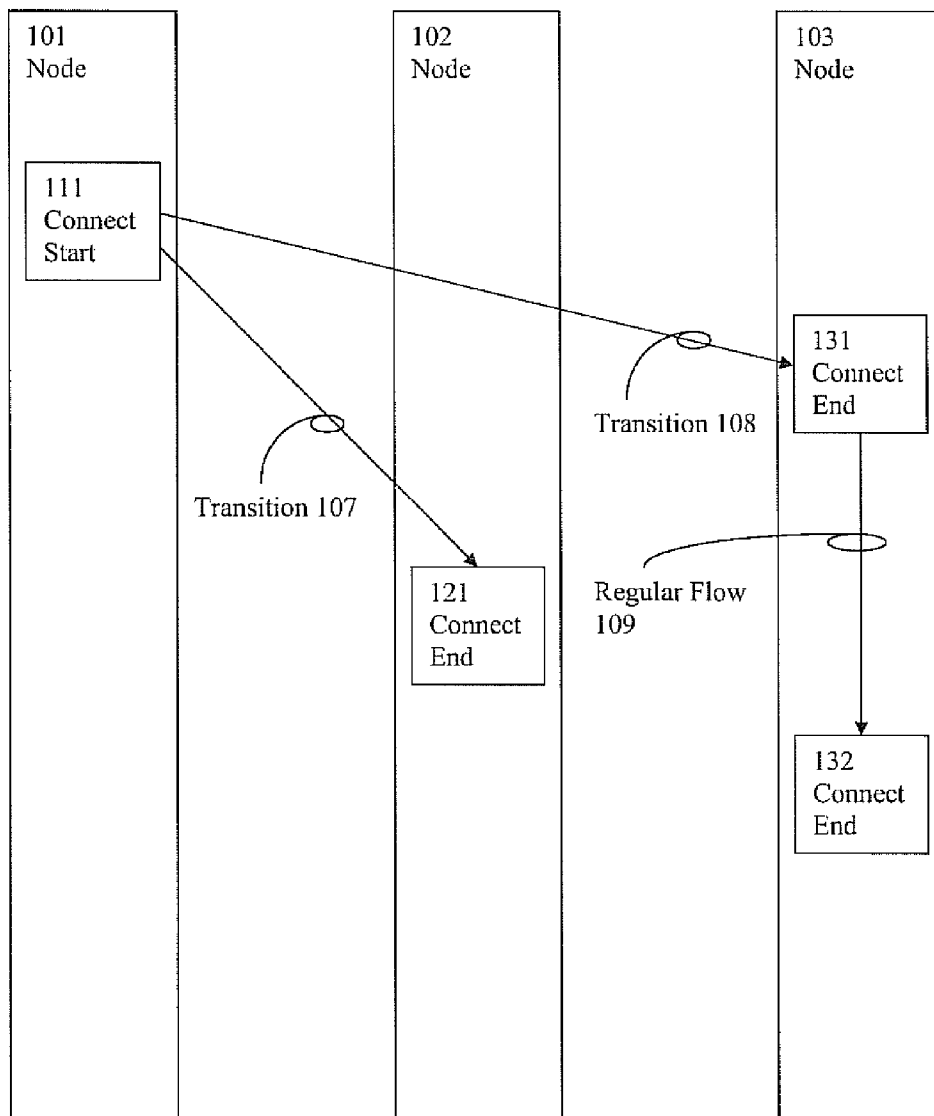 101
Node
102
Node
103
Node
111
Connect
Start
131
Connect
End
Transition 108
Transition 107
121
Connect
End
Regular Flow
109
132
Connect
End